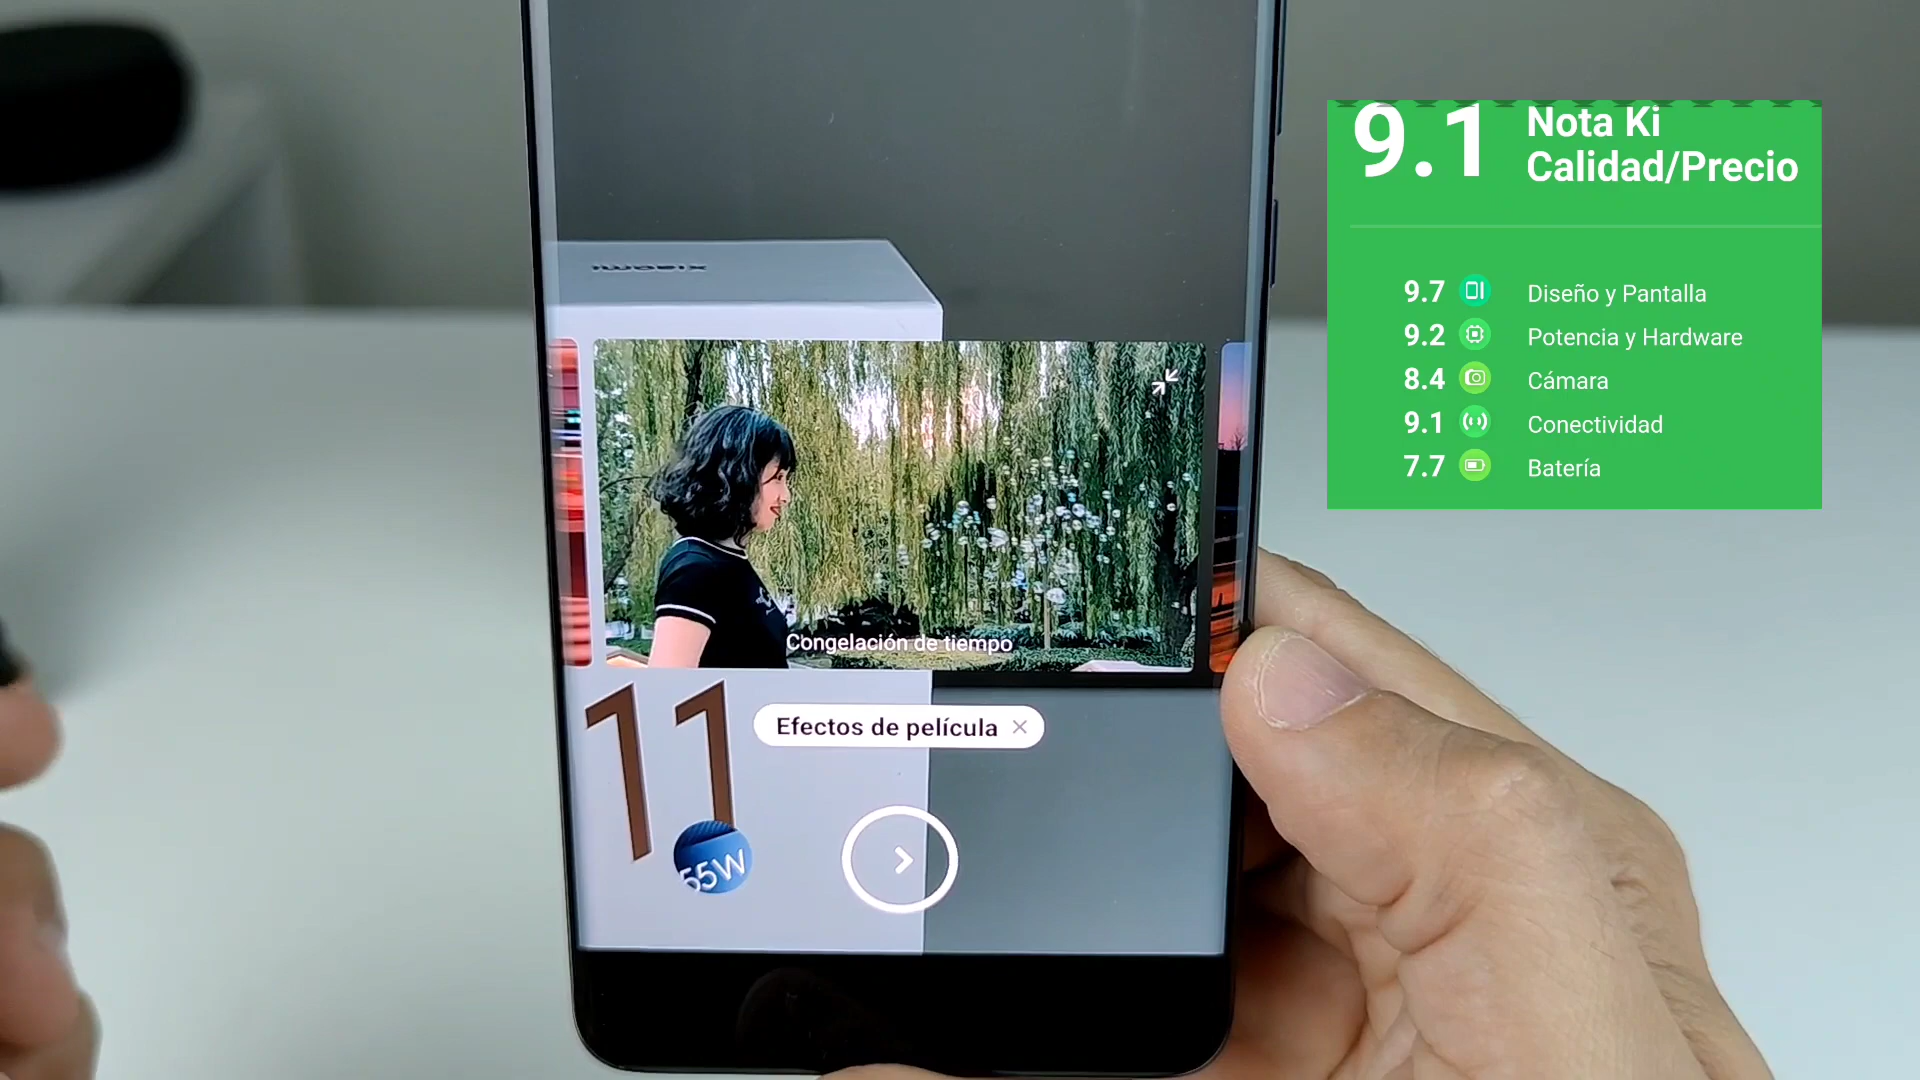 9.1
Nota Ki
Calidad/Precio
9.7 Diseño y Pantalla
9.2 Potencia y Hardware
8.4 Cámara
9.1 Conectividad
7.7 Batería
xiaomi
Congelación de tiempo
11
Efectos de película
55W